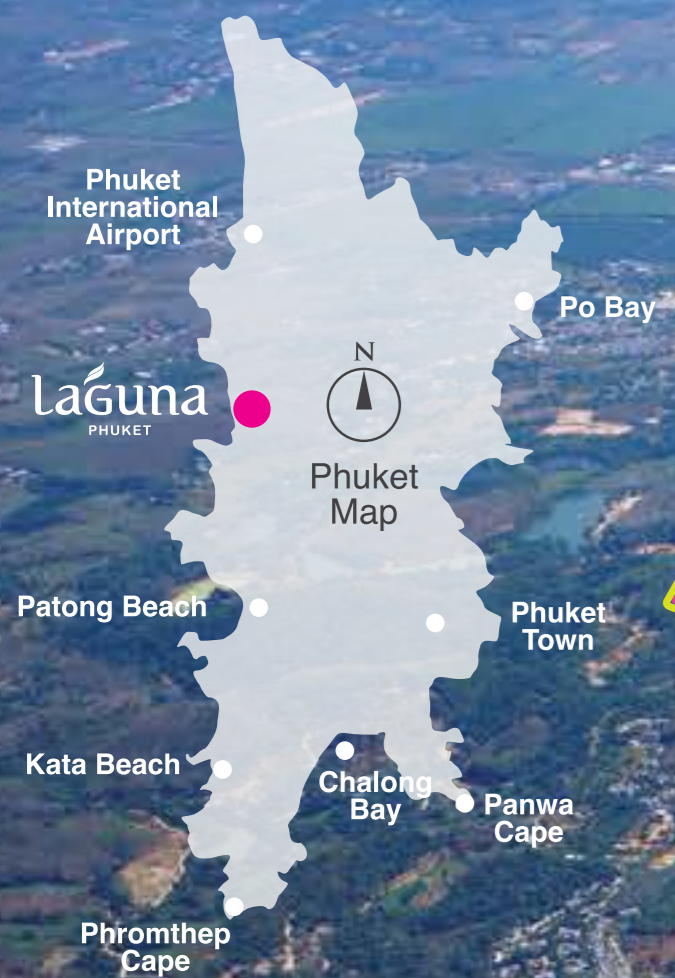 Phuket
International
Airport
Po Bay
N
laguna
PHUKET
Phuket
Map
Patong Beach
Phuket
Town
Kata Beach
Chalong
Bay
Panwa
Cape
Phromthep
Cape